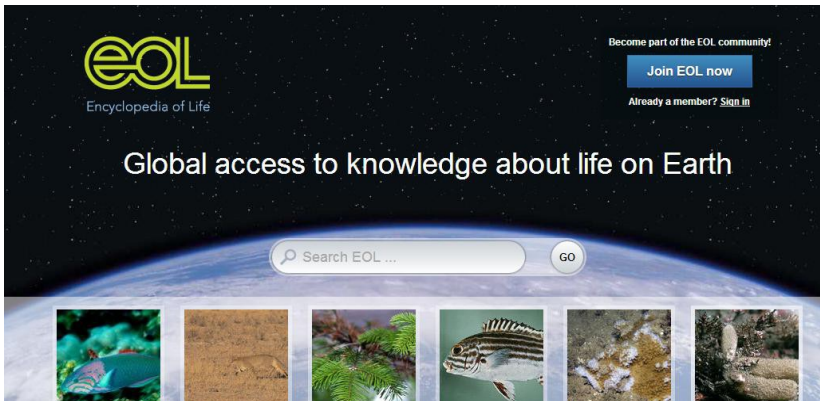 eol
Encyclopedia of Life
Become part of the EOL community!
Join EOL now
Already a member? Sign in
Global access to knowledge about life on Earth
Search EOL ...
GO